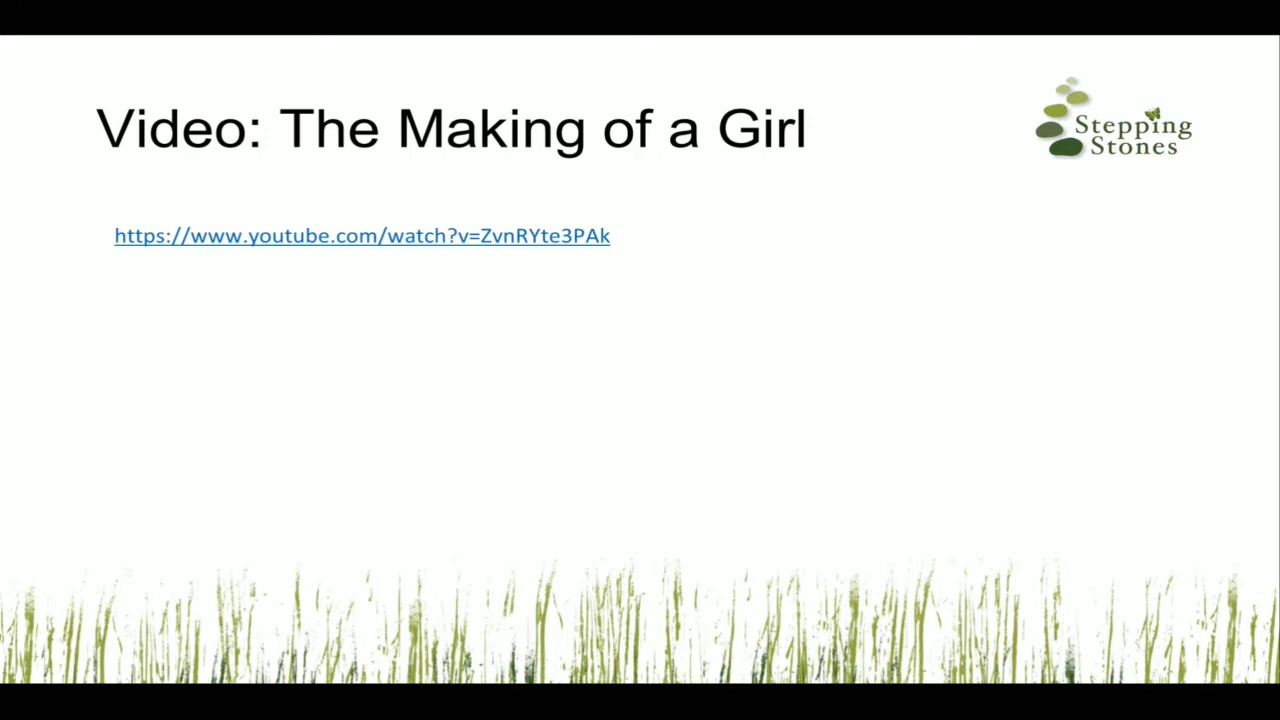 Video: The Making of a Girl
Stepping
Stones
https://www.youtube.com/watch?v=ZvnRYte3PAk